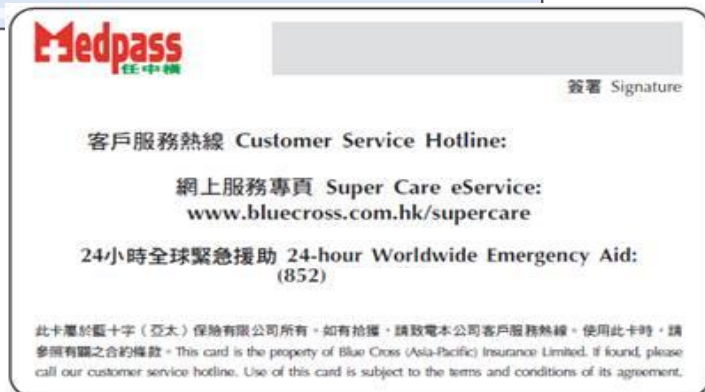 Medpass
任中橫
簽署 Signature
客戶服務熱線 Customer Service Hotline:
網上服務專頁 Super Care eService:
www.bluecross.com.hk/supercare
24小時全球緊急援助 24-hour Worldwide Emergency Aid:
(852)
此卡屬於藍十字(亞太)保險有限公司所有。如有拾獲,請致電本公司客戶服務熱線。使用此卡時,請
參照有關之合約條款。This card is the property of Blue Cross (Asia-Pacific) Insurance Limited. If found, please
call our customer service hotline. Use of this card is subject to the terms and conditions of its agreement.